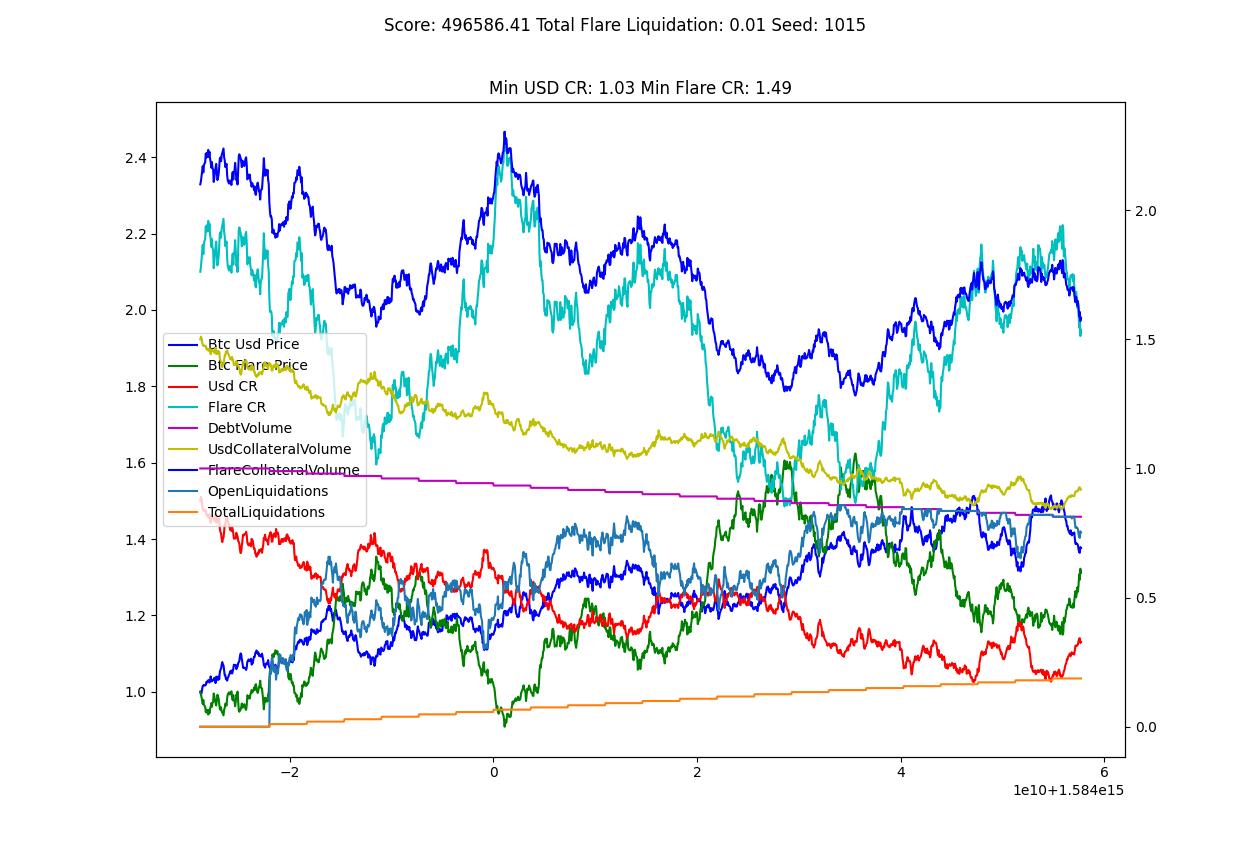 Score: 496586.41 Total Flare Liquidation: 0.01 Seed: 1015
Min USD CR: 1.03 Min Flare CR: 1.49
2.4
2.2
2.0
1.8
1.6
1.4
1.2
1.0
Btc Usd Price
Btc Flare Price
Usd CR
Flare CR
DebtVolume
UsdCollateralVolume
FlareCollateralVolume
OpenLiquidations
TotalLiquidations
2.0
1.5
1.0
0.5
0.0
−2 0 2 4 6
1e10+1.584e15